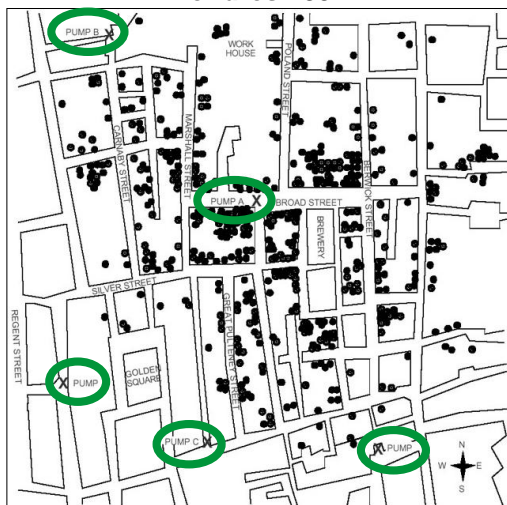 PUMP B
WORK
HOUSE
POLAND STREET
CARNABY STREET
MARSHALL STREET
BERWICK STREET
PUMP A
X
BROAD STREET
BREWERY
SILVER STREET
GREAT PULTENEY STREET
REGENT STREET
GOLDEN
SQUARE
X PUMP
PUMP C X
X PUMP
N
W E
S